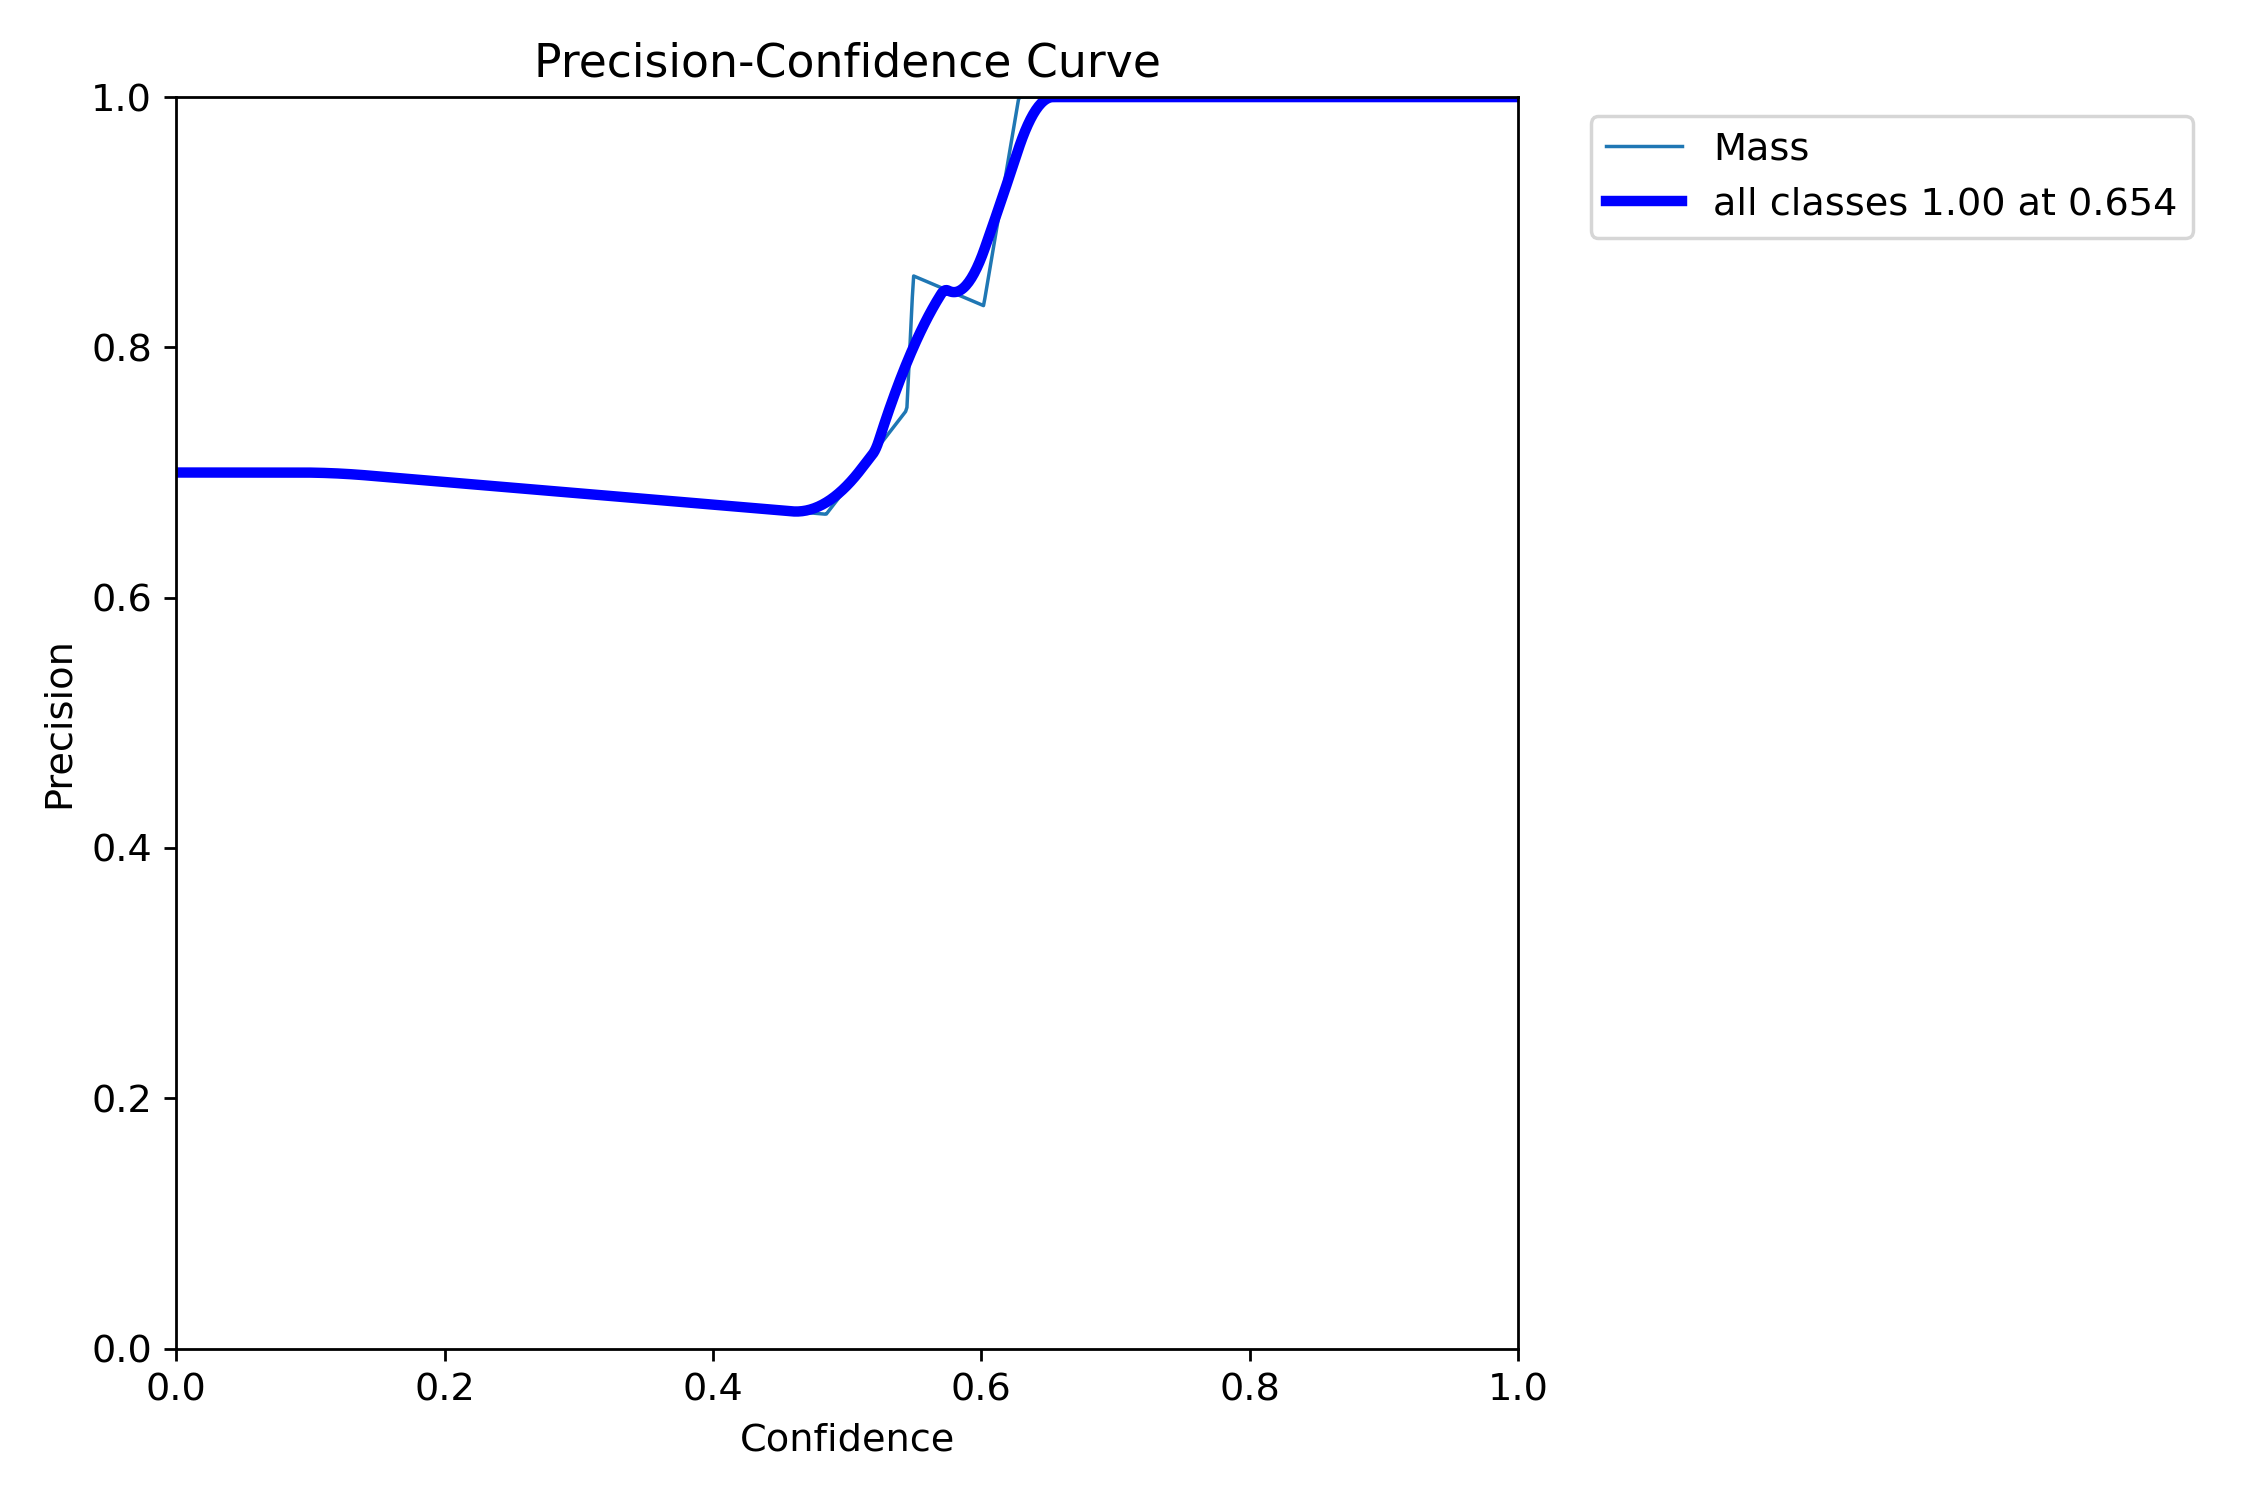 Precision-Confidence Curve
1.0
0.8
0.6
0.4
0.2
0.0
Precision
0.0 0.2 0.4 0.6 0.8 1.0
Confidence
Mass
all classes 1.00 at 0.654